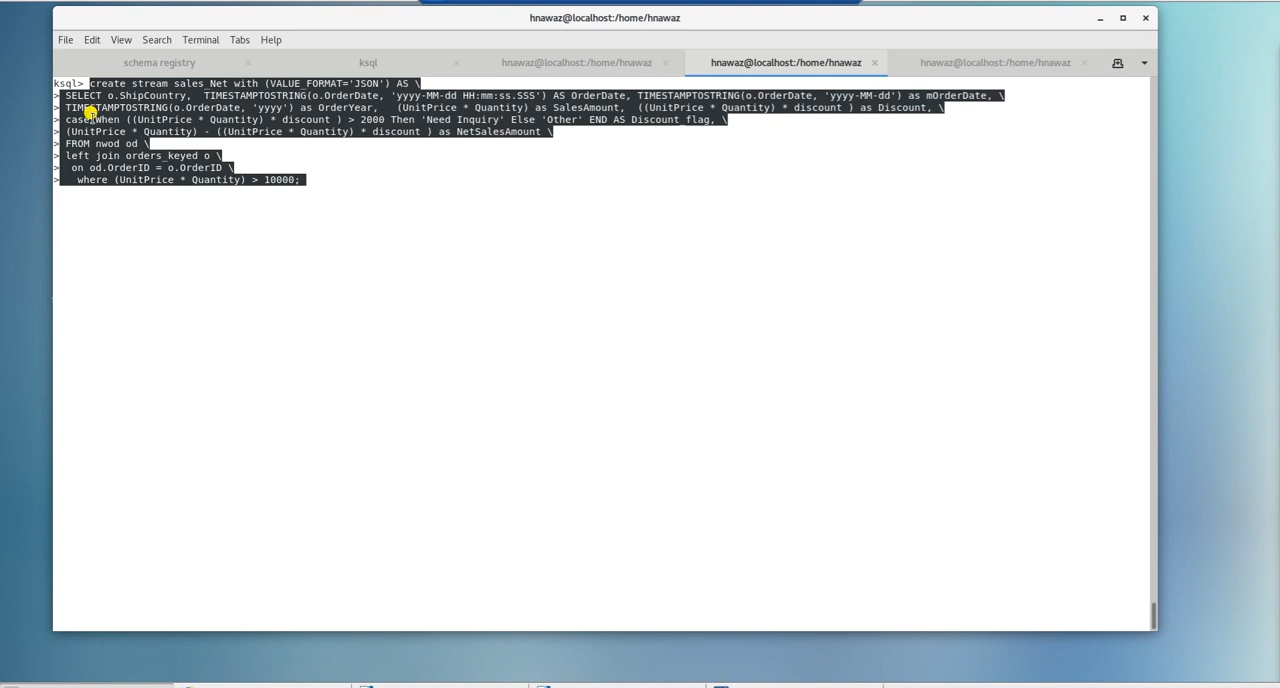 hnawaz@localhost:/home/hnawaz
File Edit View Search Terminal Tabs Help
schema registry × ksql × hnawaz@localhost:/home/hnawaz × hnawaz@localhost:/home/hnawaz × hnawaz@localhost:/home/hnawaz ×
ksql> create stream sales_Net with (VALUE_FORMAT='JSON') AS \
> SELECT o.ShipCountry,  TIMESTAMPTOSTRING(o.OrderDate, 'yyyy-MM-dd HH:mm:ss.SSS') AS OrderDate, TIMESTAMPTOSTRING(o.OrderDate, 'yyyy-MM-dd') as mOrderDate, \
> TIMESTAMPTOSTRING(o.OrderDate, 'yyyy') as OrderYear,   (UnitPrice * Quantity) as SalesAmount,  ((UnitPrice * Quantity) * discount ) as Discount, \
> case When ((UnitPrice * Quantity) * discount ) > 2000 Then 'Need Inquiry' Else 'Other' END AS Discount_flag, \
> (UnitPrice * Quantity) - ((UnitPrice * Quantity) * discount ) as NetSalesAmount \
> FROM nwod od \
> left join orders_keyed o \
>  on od.OrderID = o.OrderID \
>   where (UnitPrice * Quantity) > 10000;